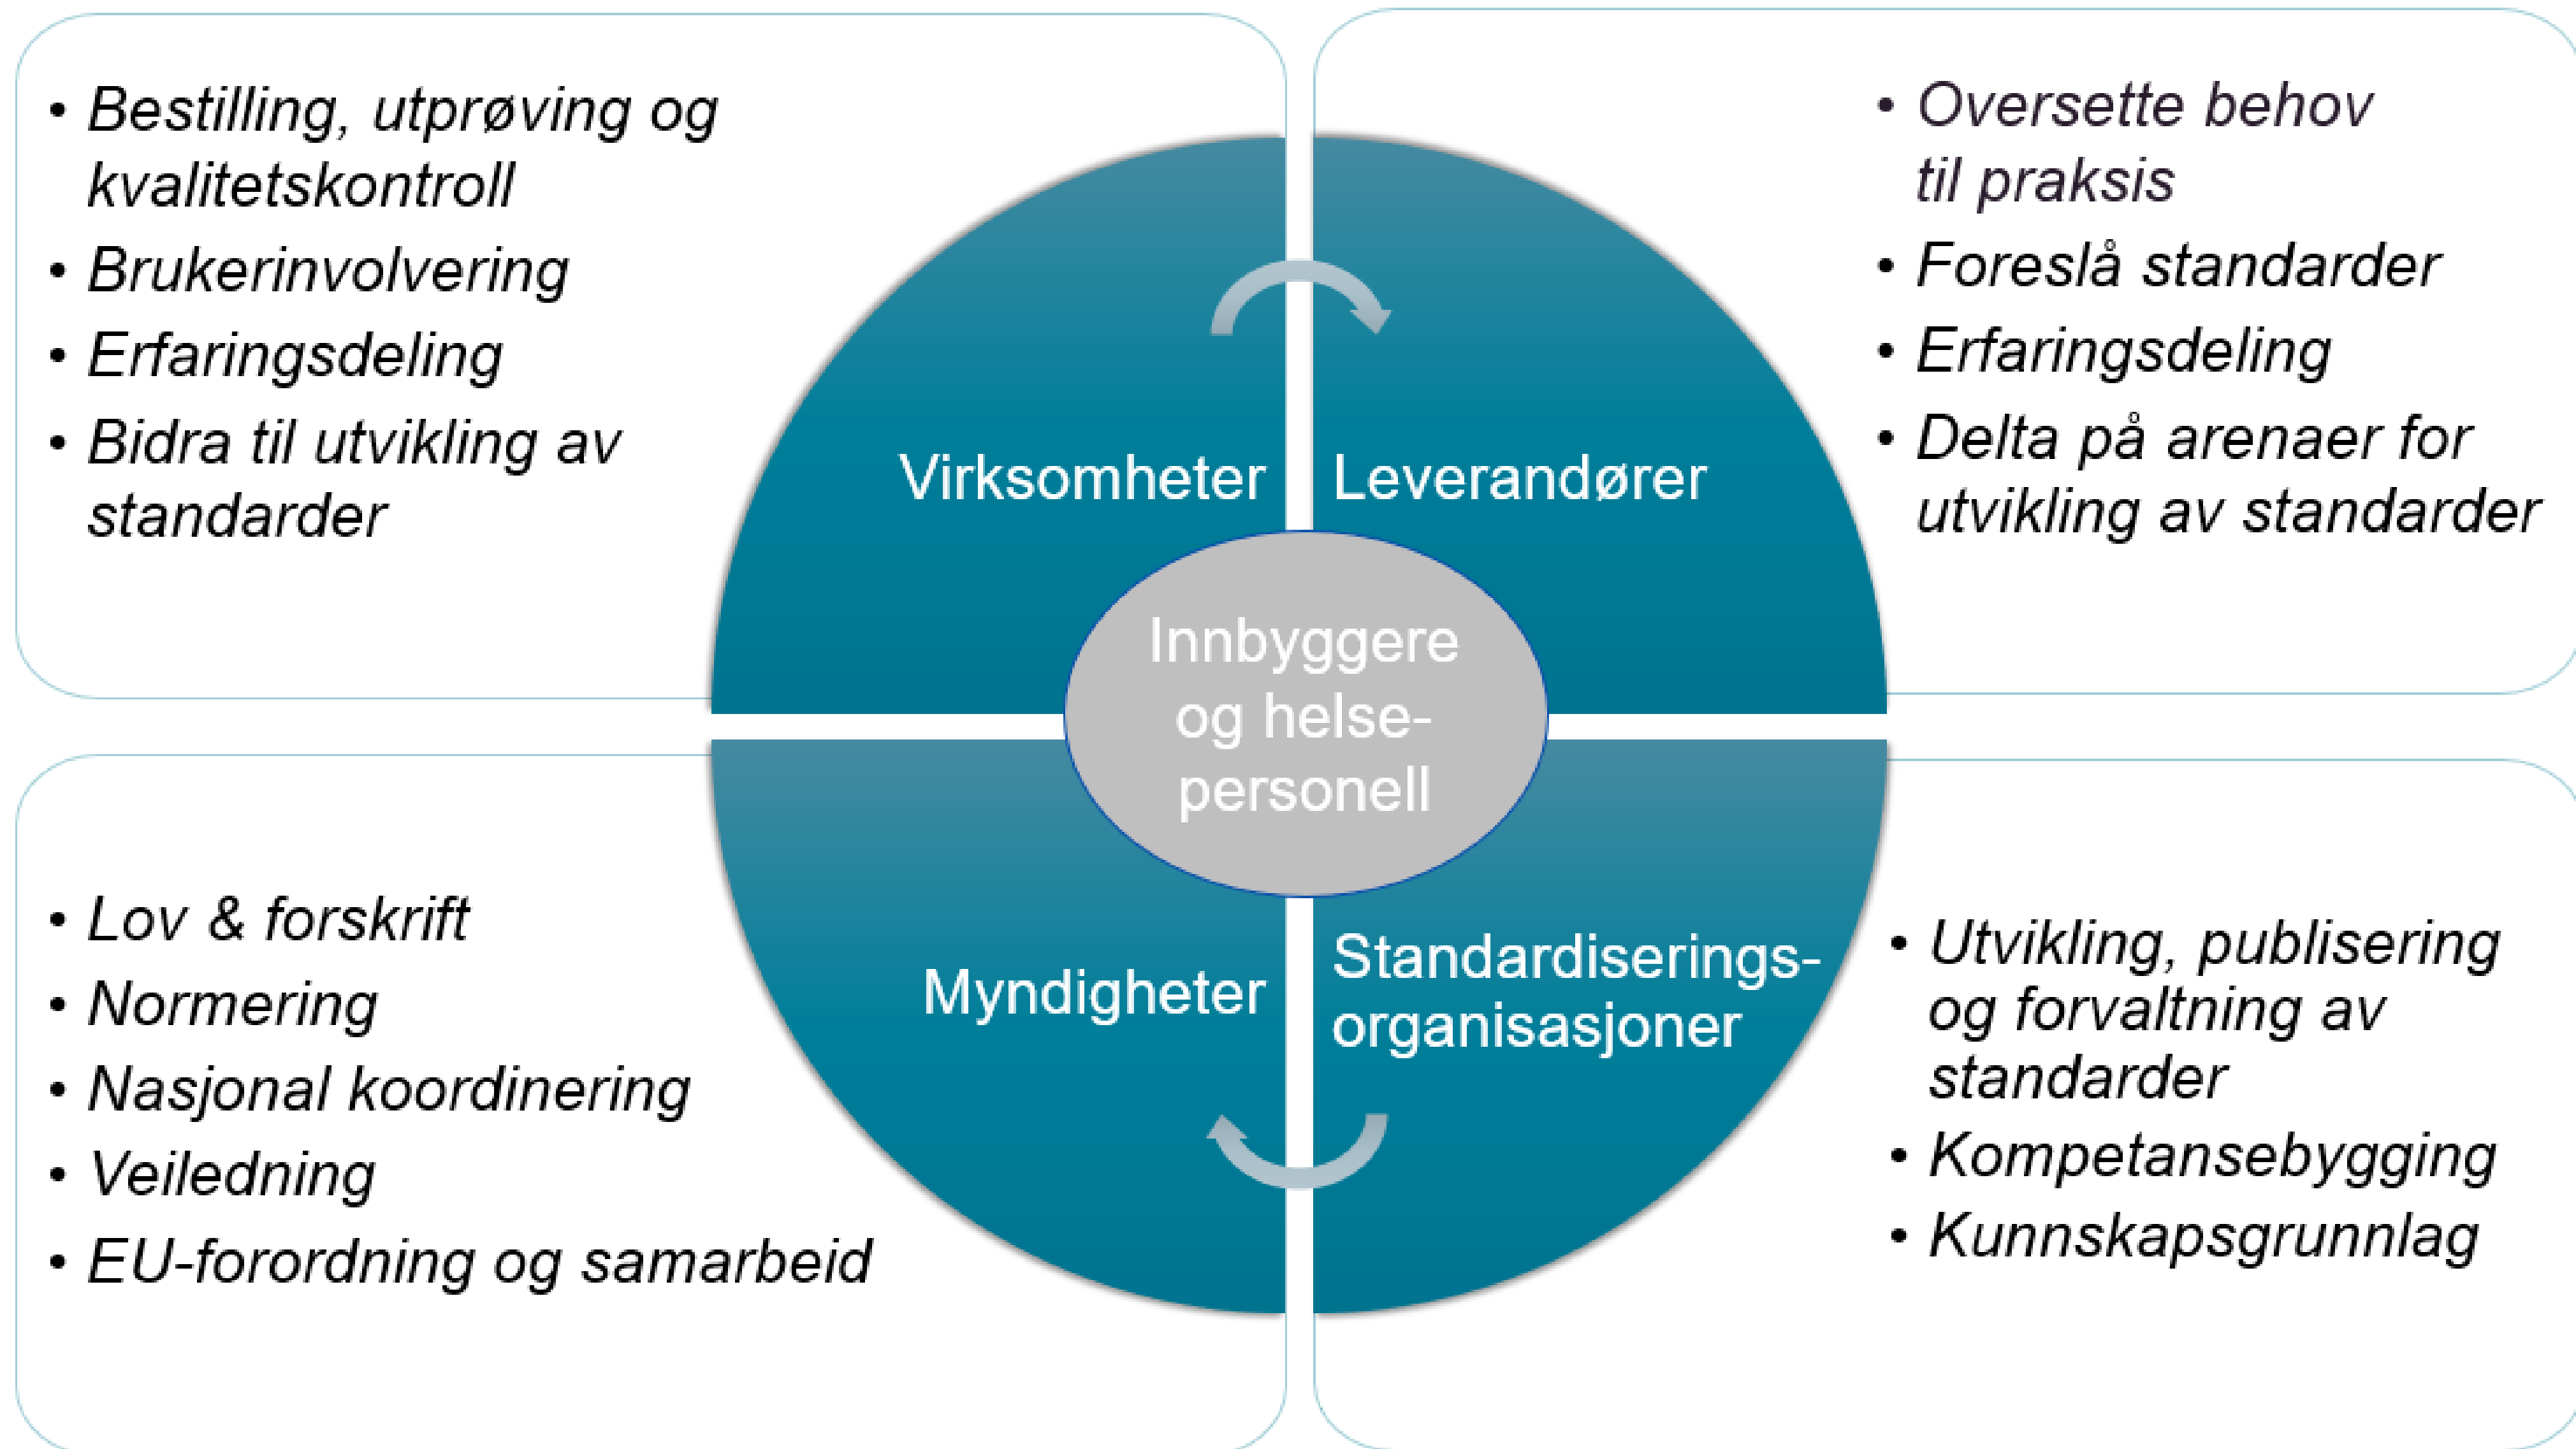 • Bestilling, utprøving og
kvalitetskontroll
• Brukerinvolvering
• Erfaringsdeling
• Bidra til utvikling av
standarder
• Oversette behov
til praksis
• Foreslå standarder
• Erfaringsdeling
• Delta på arenaer for
utvikling av standarder
Virksomheter
Leverandører
Innbyggere
og helse-
personell
Myndigheter
Standardiserings-
organisasjoner
• Lov & forskrift
• Normering
• Nasjonal koordinering
• Veiledning
• EU-forordning og samarbeid
• Utvikling, publisering
og forvaltning av
standarder
• Kompetansebygging
• Kunnskapsgrunnlag